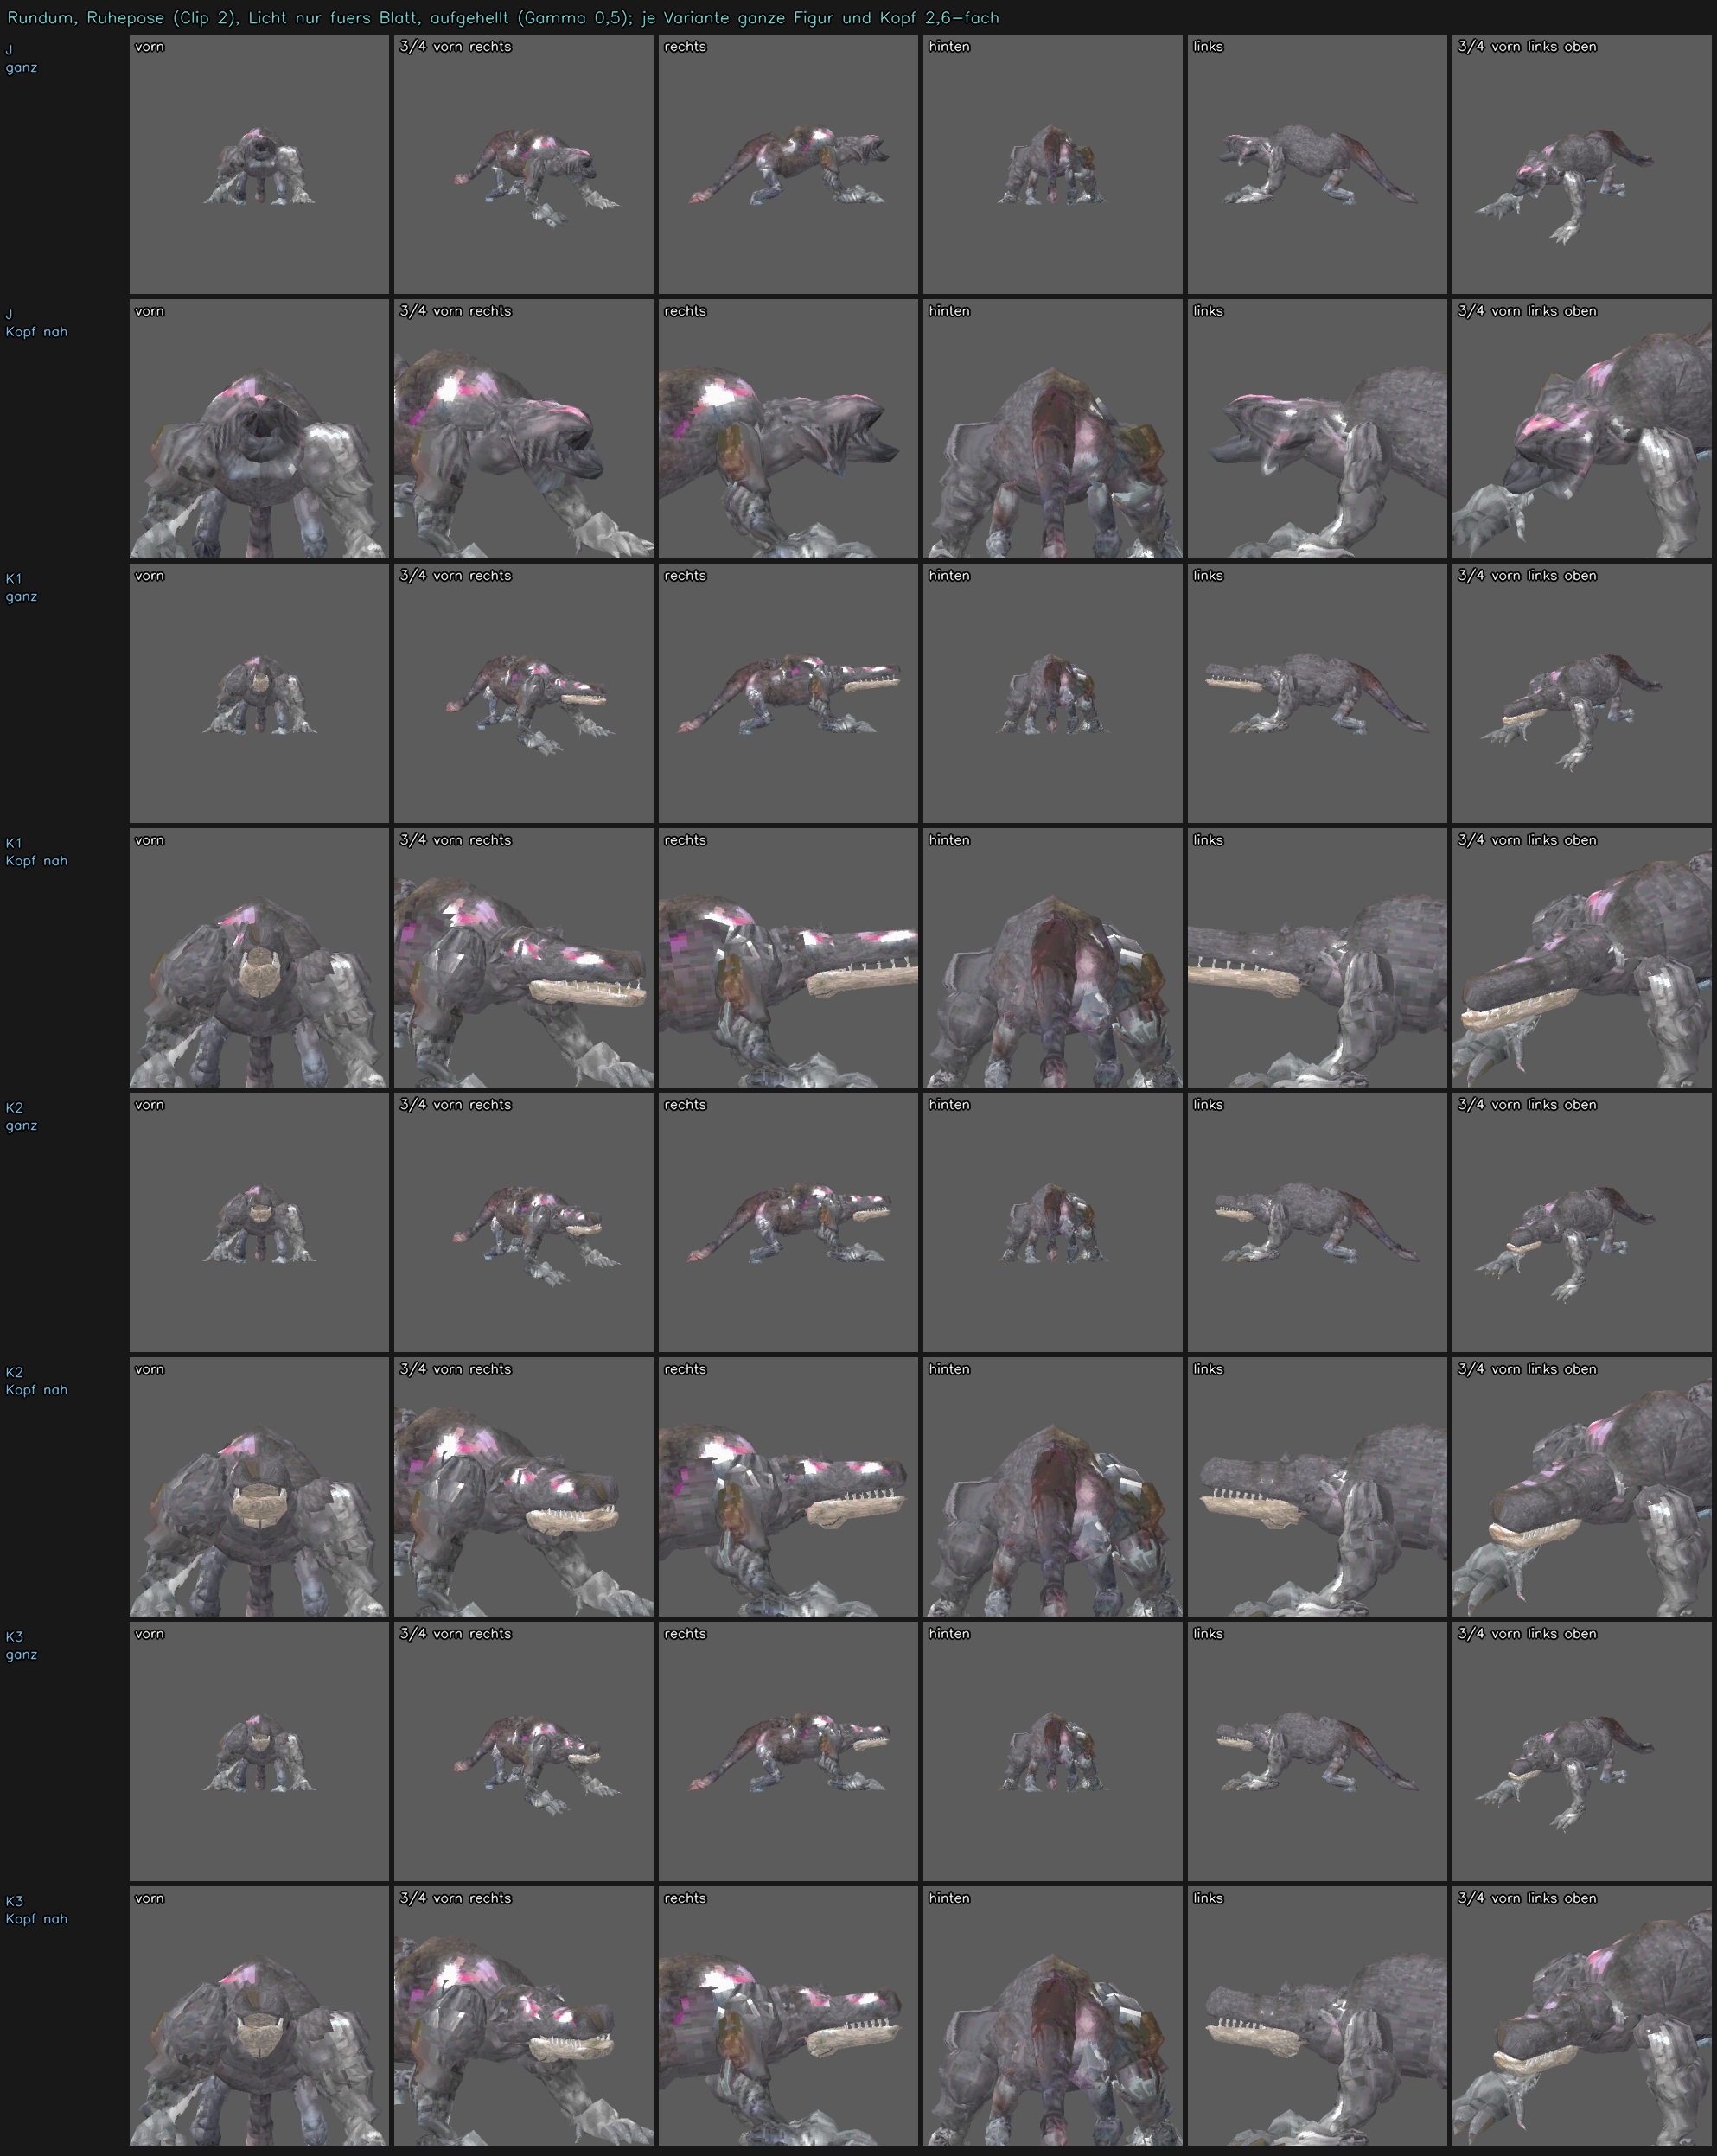 Rundum, Ruhepose (Clip 2), Licht nur fuers Blatt, aufgehellt (Gamma 0,5); je Variante ganze Figur und Kopf 2,6-fach
J
ganz
vorn
3/4 vorn rechts
rechts
hinten
links
3/4 vorn links oben
J
Kopf nah
vorn
3/4 vorn rechts
rechts
hinten
links
3/4 vorn links oben
K1
ganz
vorn
3/4 vorn rechts
rechts
hinten
links
3/4 vorn links oben
K1
Kopf nah
vorn
3/4 vorn rechts
rechts
hinten
links
3/4 vorn links oben
K2
ganz
vorn
3/4 vorn rechts
rechts
hinten
links
3/4 vorn links oben
K2
Kopf nah
vorn
3/4 vorn rechts
rechts
hinten
links
3/4 vorn links oben
K3
ganz
vorn
3/4 vorn rechts
rechts
hinten
links
3/4 vorn links oben
K3
Kopf nah
vorn
3/4 vorn rechts
rechts
hinten
links
3/4 vorn links oben